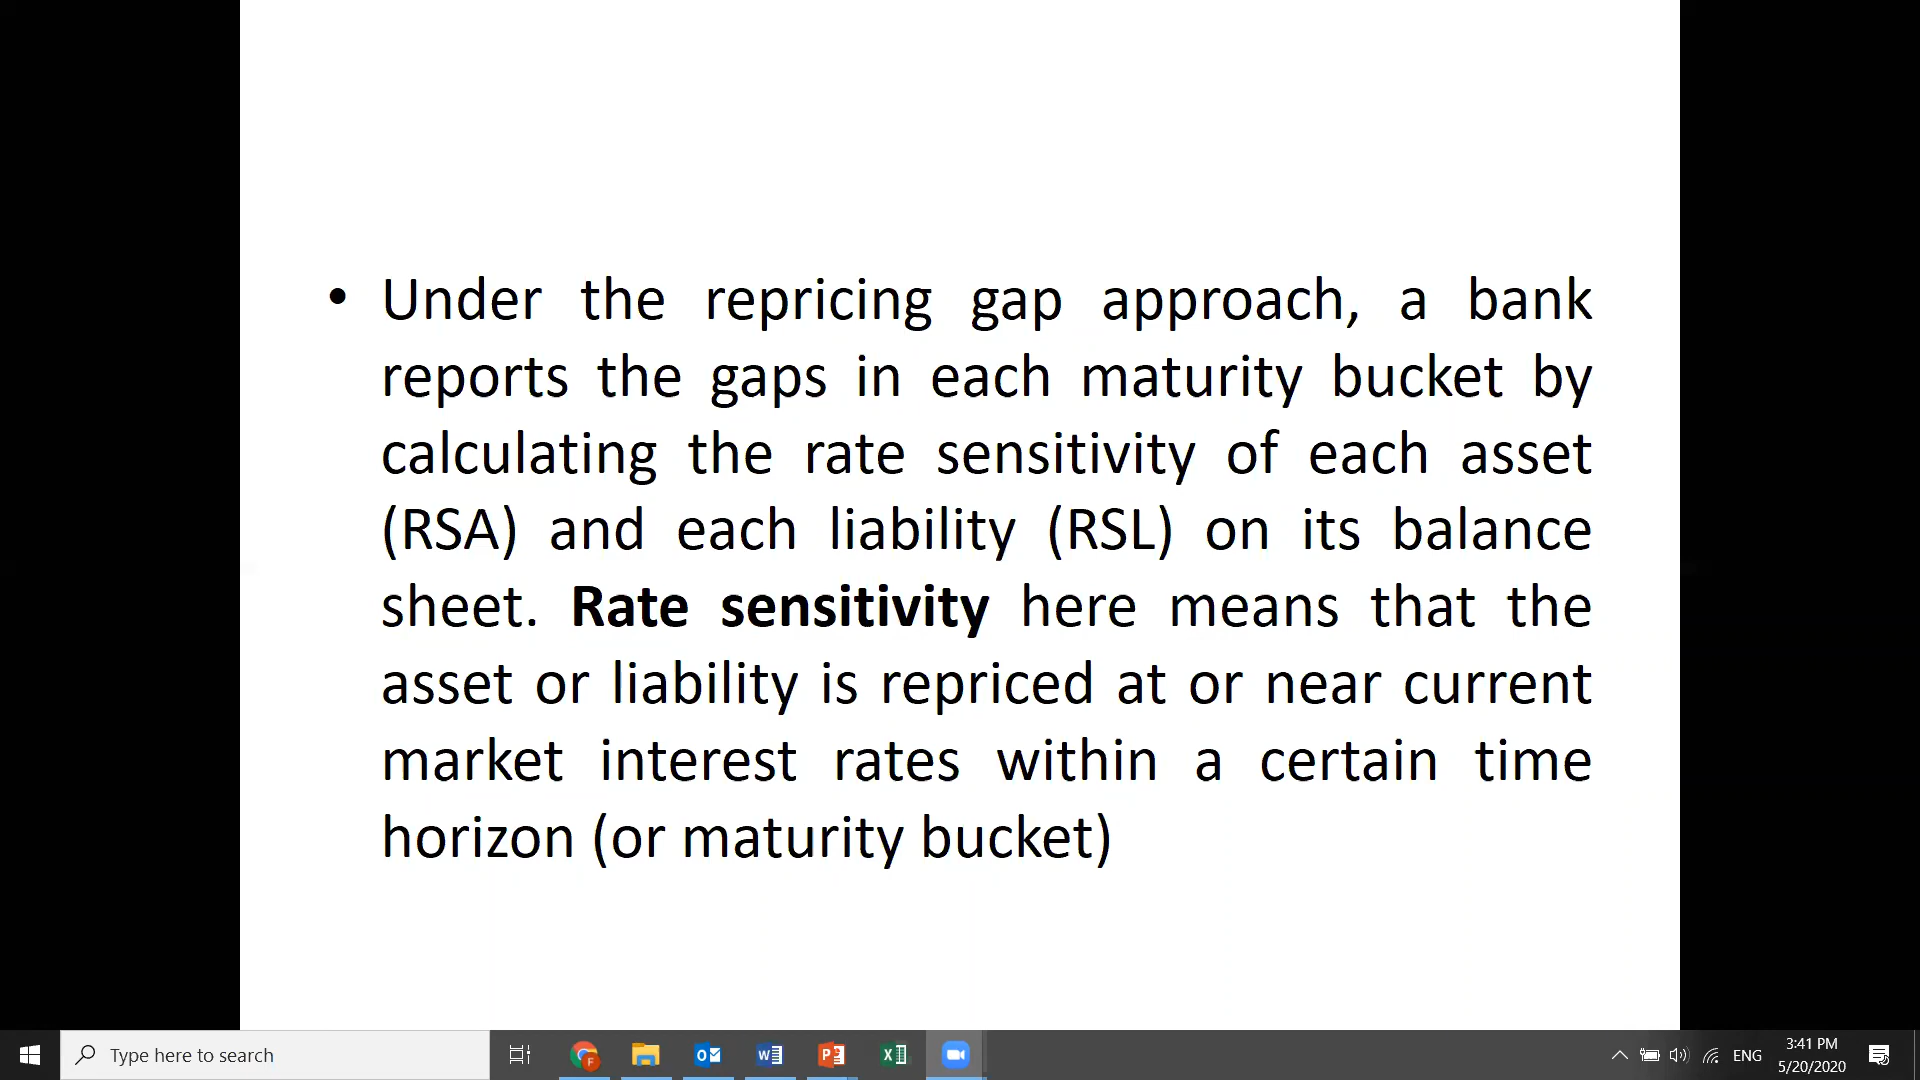 • Under the repricing gap approach, a bank
reports the gaps in each maturity bucket by
calculating the rate sensitivity of each asset
(RSA) and each liability (RSL) on its balance
sheet. Rate sensitivity here means that the
asset or liability is repriced at or near current
market interest rates within a certain time
horizon (or maturity bucket)
Type here to search
ENG
3:41 PM
5/20/2020